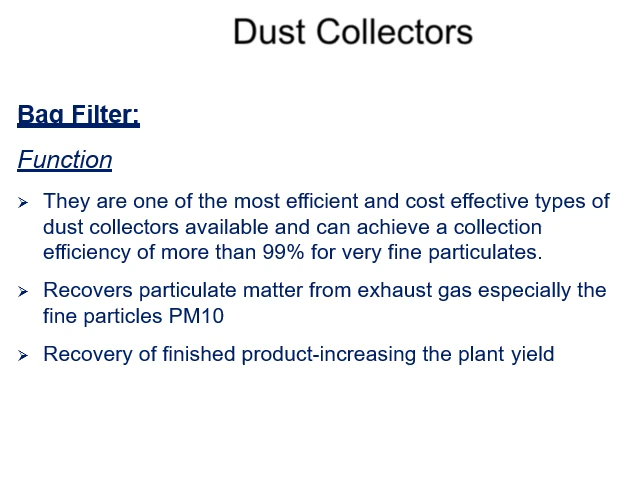 Dust Collectors
Bag Filter:
Function
➢ They are one of the most efficient and cost effective types of
dust collectors available and can achieve a collection
efficiency of more than 99% for very fine particulates.
➢ Recovers particulate matter from exhaust gas especially the
fine particles PM10
➢ Recovery of finished product-increasing the plant yield